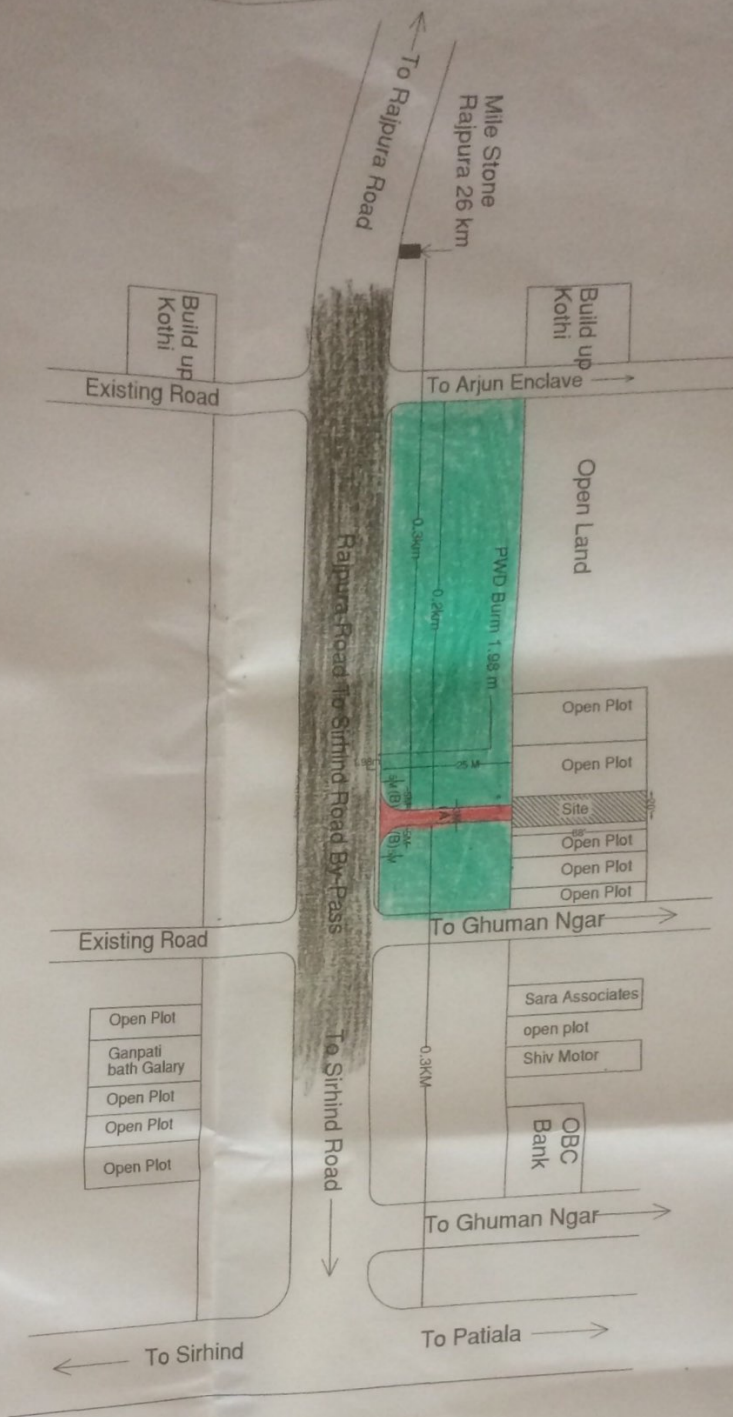 To Rajpura Road
Mile Stone
Rajpura 26 km
Build up
Kothi
Build up
Kothi
Existing Road
To Arjun Enclave
Open Land
0.3km
0.2km
PWD Burm 1.98 m
Rajpura Road To Sirhind Road By-Pass
25 M
(A)
(B)
(B)
Open Plot
Open Plot
Site
Open Plot
Open Plot
Open Plot
Existing Road
To Ghuman Ngar
Sara Associates
open plot
Shiv Motor
OBC
Bank
0.3KM
To Sirhind Road
Open Plot
Ganpati
bath Galary
Open Plot
Open Plot
Open Plot
To Ghuman Ngar
To Patiala
To Sirhind